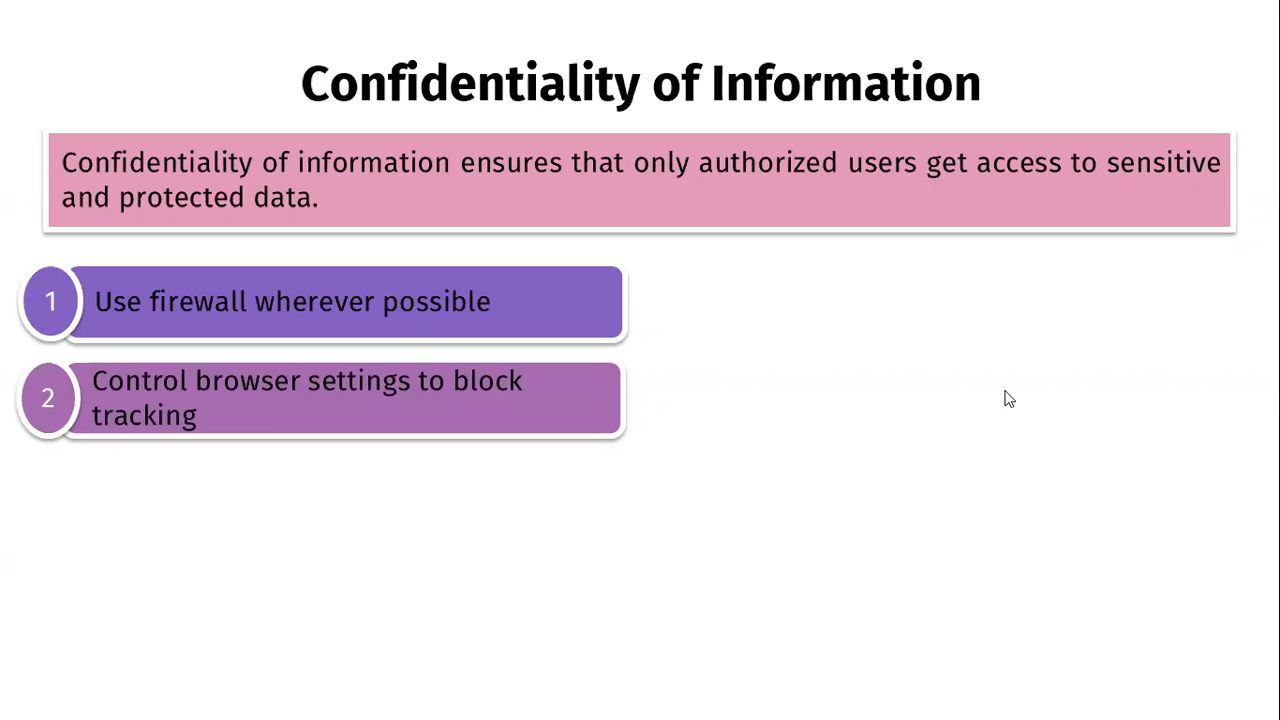 Confidentiality of Information
Confidentiality of information ensures that only authorized users get access to sensitive
and protected data.
1 Use firewall wherever possible
2 Control browser settings to block
tracking